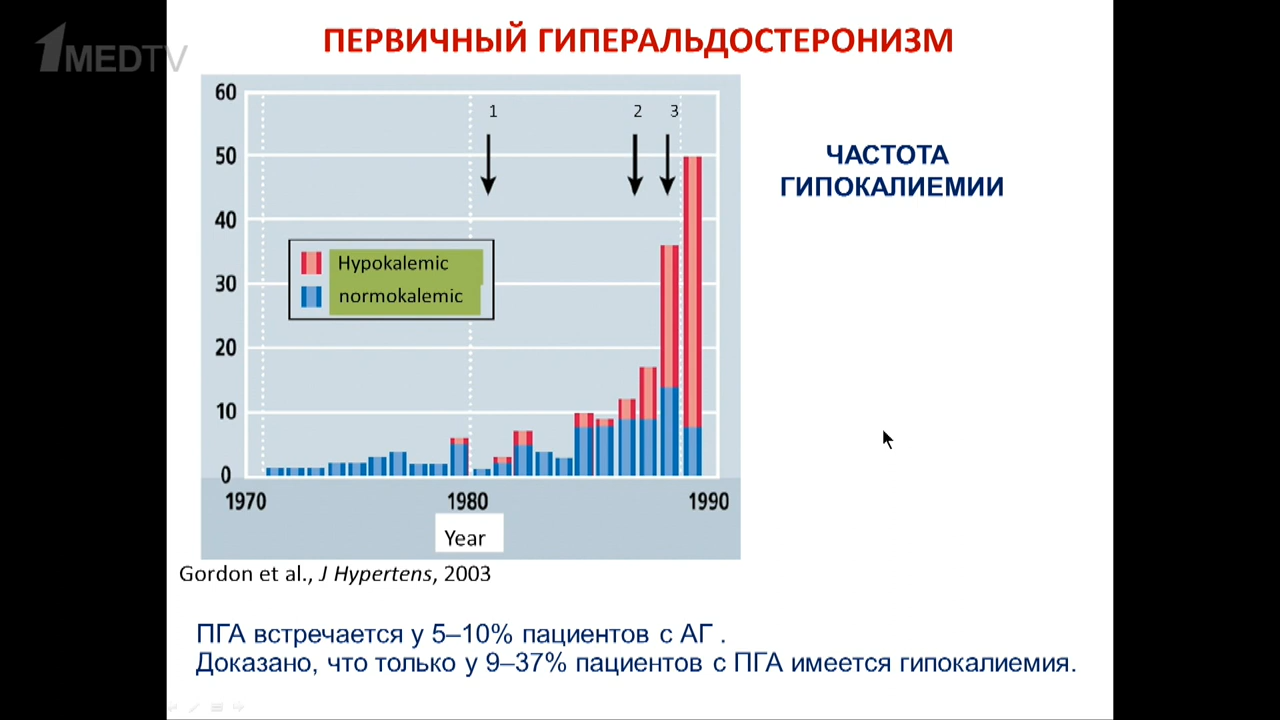 1MEDTV
ПЕРВИЧНЫЙ ГИПЕРАЛЬДОСТЕРОНИЗМ
60
50
40
30
20
10
0
1 2 3
Hypokalemic
normokalemic
1970 1980 1990
Year
ЧАСТОТА
ГИПОКАЛИЕМИИ
Gordon et al., J Hypertens, 2003
ПГА встречается у 5–10% пациентов с АГ .
Доказано, что только у 9–37% пациентов с ПГА имеется гипокалиемия.